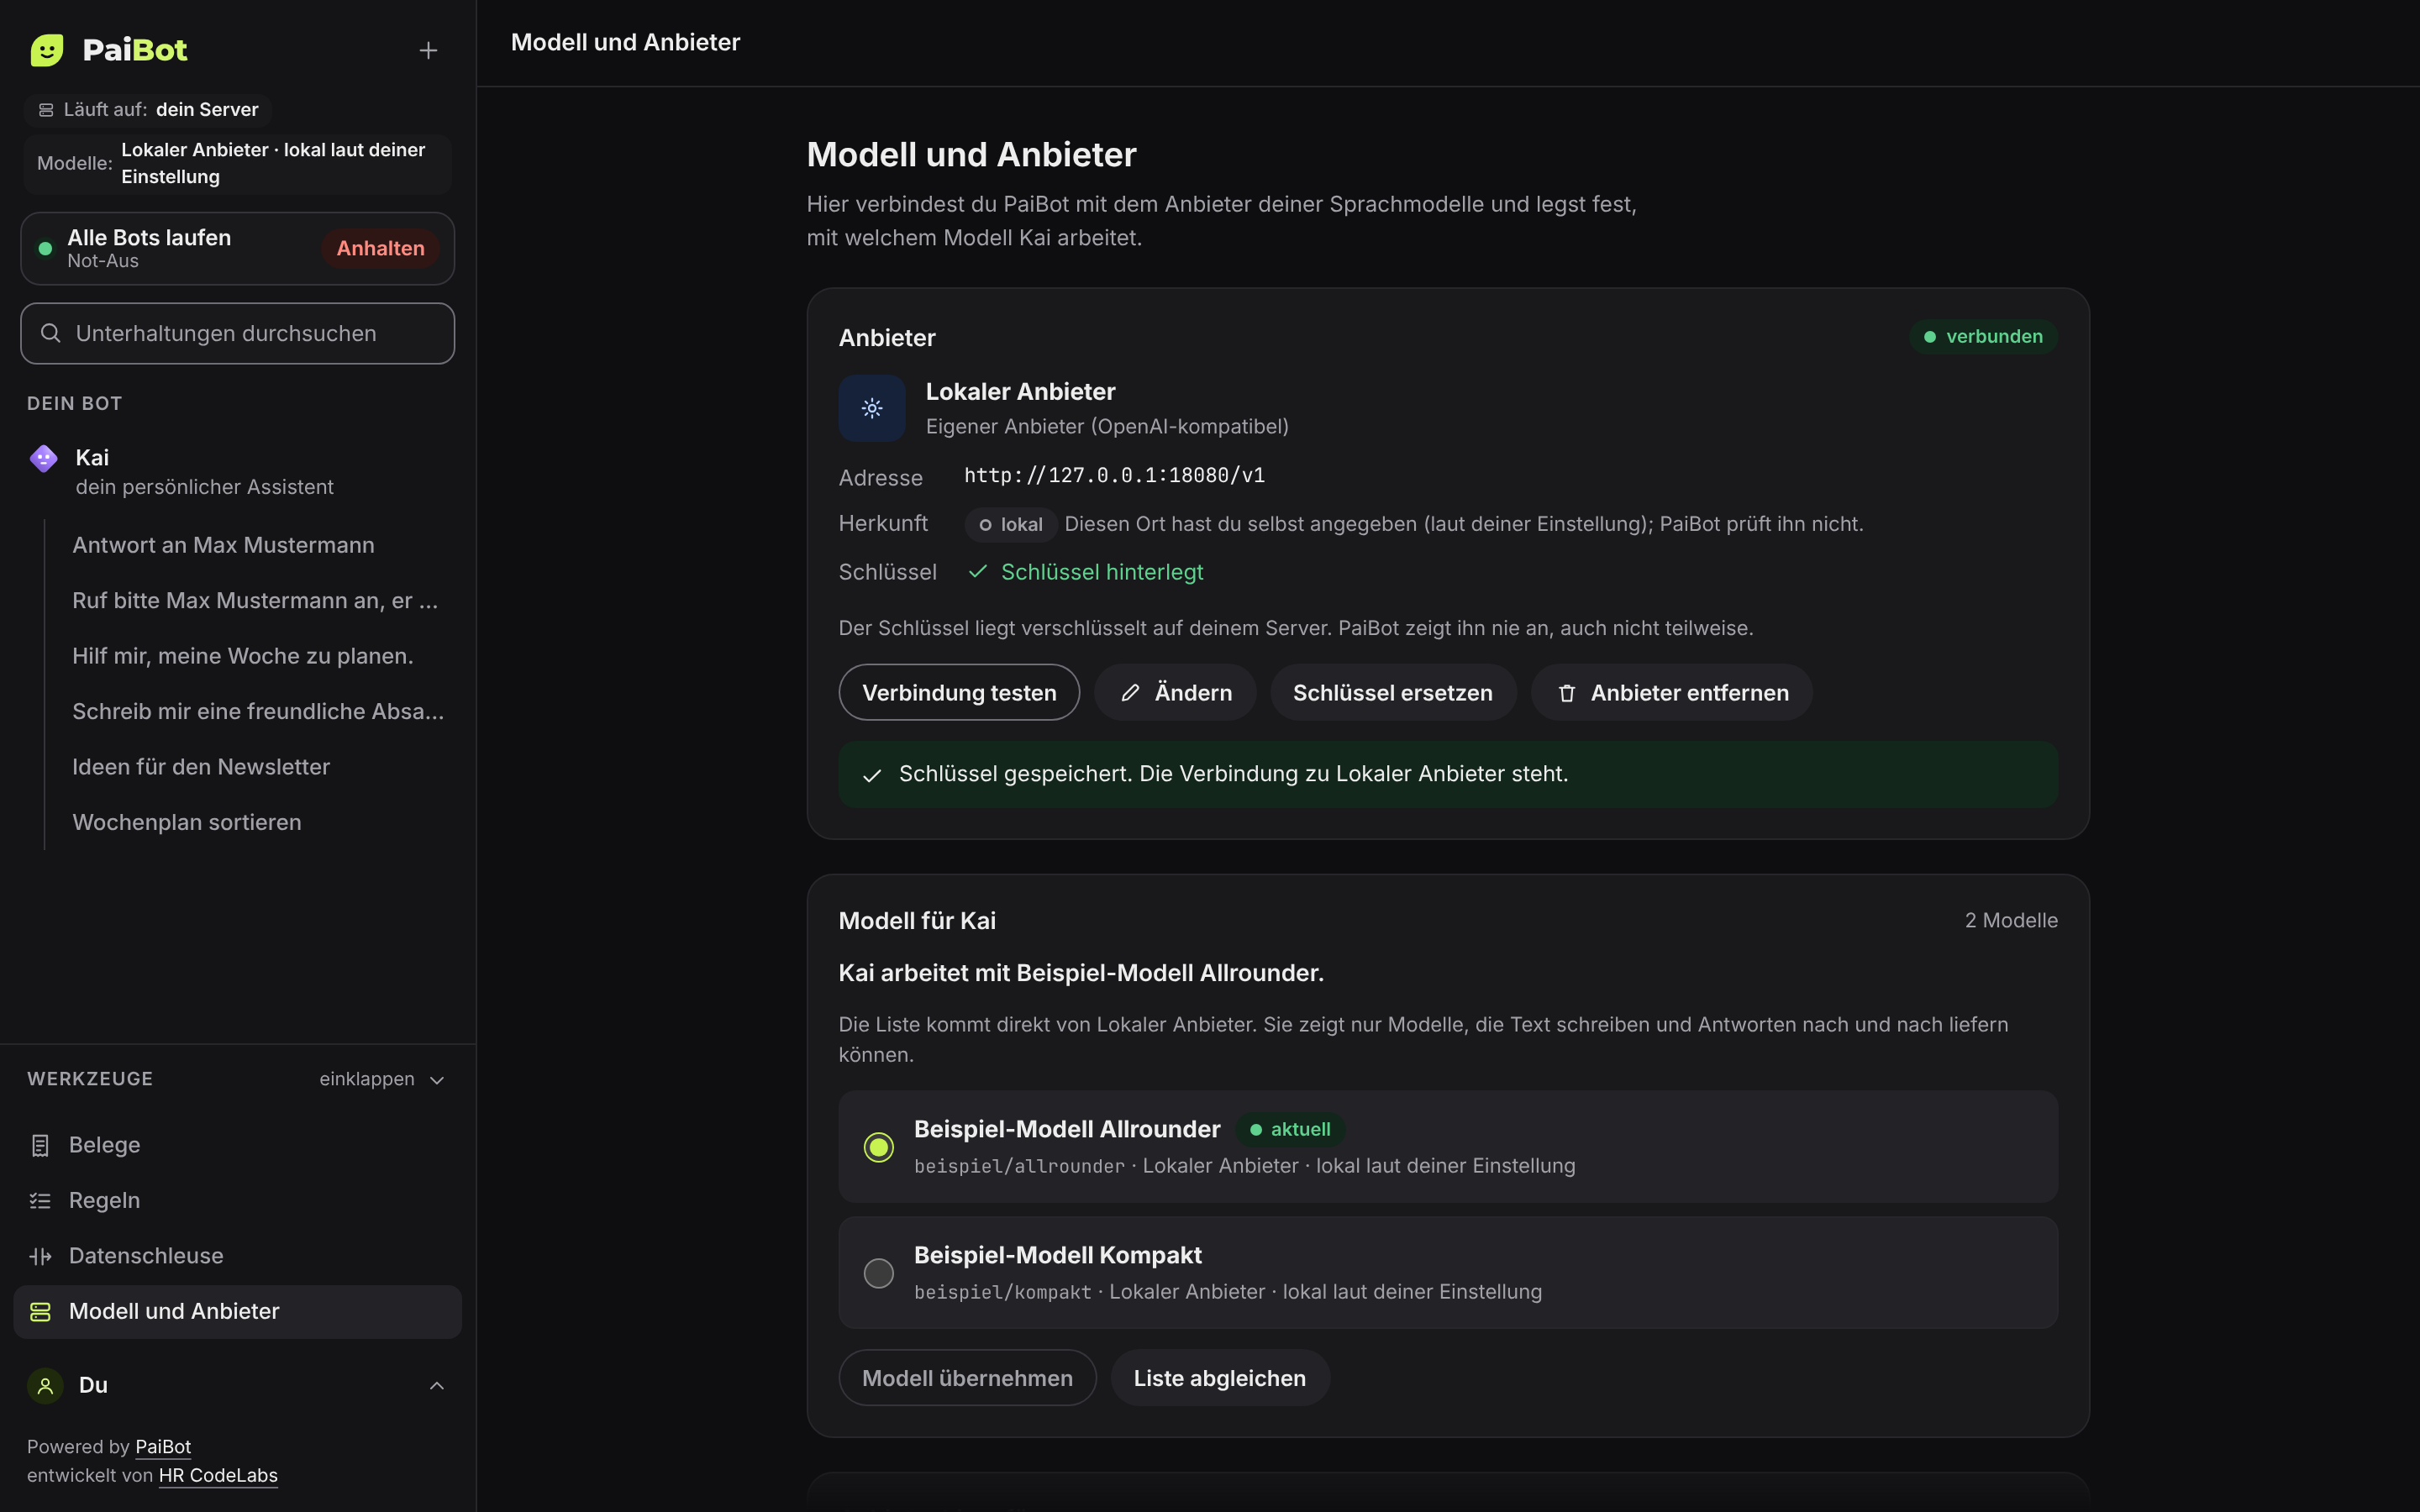 PaiBot
Läuft auf: dein Server
Modelle: Lokaler Anbieter · lokal laut deiner
Einstellung
Alle Bots laufen
Not-Aus
Anhalten
Unterhaltungen durchsuchen
DEIN BOT
Kai
dein persönlicher Assistent
Antwort an Max Mustermann
Ruf bitte Max Mustermann an, er ...
Hilf mir, meine Woche zu planen.
Schreib mir eine freundliche Absa...
Ideen für den Newsletter
Wochenplan sortieren
WERKZEUGE
einklappen
Belege
Regeln
Datenschleuse
Modell und Anbieter
Du
Powered by PaiBot
entwickelt von HR CodeLabs
Modell und Anbieter
Modell und Anbieter
Hier verbindest du PaiBot mit dem Anbieter deiner Sprachmodelle und legst fest,
mit welchem Modell Kai arbeitet.
Anbieter
verbunden
Lokaler Anbieter
Eigener Anbieter (OpenAI-kompatibel)
Adresse http://127.0.0.1:18080/v1
Herkunft lokal Diesen Ort hast du selbst angegeben (laut deiner Einstellung); PaiBot prüft ihn nicht.
Schlüssel Schlüssel hinterlegt
Der Schlüssel liegt verschlüsselt auf deinem Server. PaiBot zeigt ihn nie an, auch nicht teilweise.
Verbindung testen Ändern Schlüssel ersetzen Anbieter entfernen
Schlüssel gespeichert. Die Verbindung zu Lokaler Anbieter steht.
Modell für Kai
2 Modelle
Kai arbeitet mit Beispiel-Modell Allrounder.
Die Liste kommt direkt von Lokaler Anbieter. Sie zeigt nur Modelle, die Text schreiben und Antworten nach und nach liefern
können.
Beispiel-Modell Allrounder aktuell
beispiel/allrounder · Lokaler Anbieter · lokal laut deiner Einstellung
Beispiel-Modell Kompakt
beispiel/kompakt · Lokaler Anbieter · lokal laut deiner Einstellung
Modell übernehmen Liste abgleichen